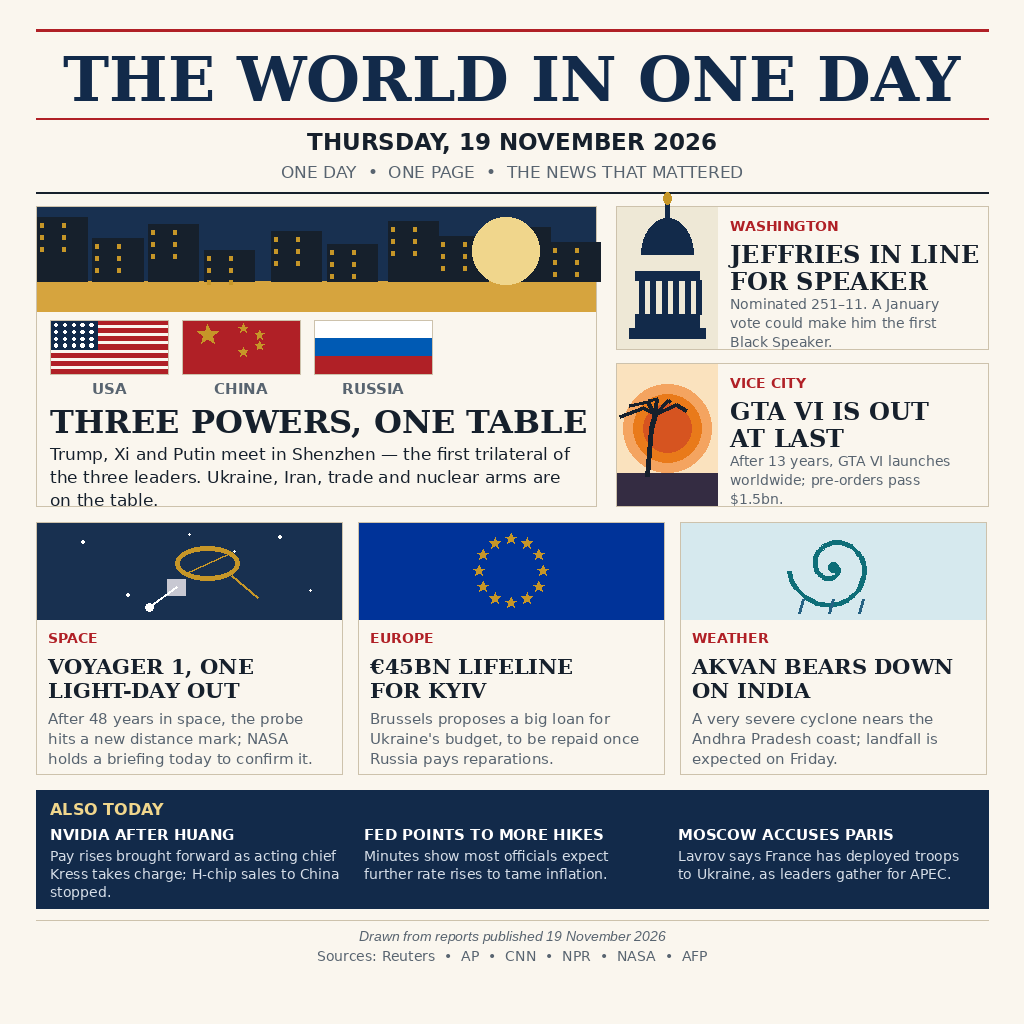 THE WORLD IN ONE DAY
THURSDAY, 19 NOVEMBER 2026
ONE DAY • ONE PAGE • THE NEWS THAT MATTERED
USA
CHINA
RUSSIA
THREE POWERS, ONE TABLE
Trump, Xi and Putin meet in Shenzhen — the first trilateral of
the three leaders. Ukraine, Iran, trade and nuclear arms are
on the table.
WASHINGTON
JEFFRIES IN LINE
FOR SPEAKER
Nominated 251–11. A January
vote could make him the first
Black Speaker.
VICE CITY
GTA VI IS OUT
AT LAST
After 13 years, GTA VI launches
worldwide; pre-orders pass
$1.5bn.
SPACE
VOYAGER 1, ONE
LIGHT-DAY OUT
After 48 years in space, the probe
hits a new distance mark; NASA
holds a briefing today to confirm it.
EUROPE
€45BN LIFELINE
FOR KYIV
Brussels proposes a big loan for
Ukraine's budget, to be repaid once
Russia pays reparations.
WEATHER
AKVAN BEARS DOWN
ON INDIA
A very severe cyclone nears the
Andhra Pradesh coast; landfall is
expected on Friday.
ALSO TODAY
NVIDIA AFTER HUANG
Pay rises brought forward as acting chief
Kress takes charge; H-chip sales to China
stopped.
FED POINTS TO MORE HIKES
Minutes show most officials expect
further rate rises to tame inflation.
MOSCOW ACCUSES PARIS
Lavrov says France has deployed troops
to Ukraine, as leaders gather for APEC.
Drawn from reports published 19 November 2026
Sources: Reuters • AP • CNN • NPR • NASA • AFP